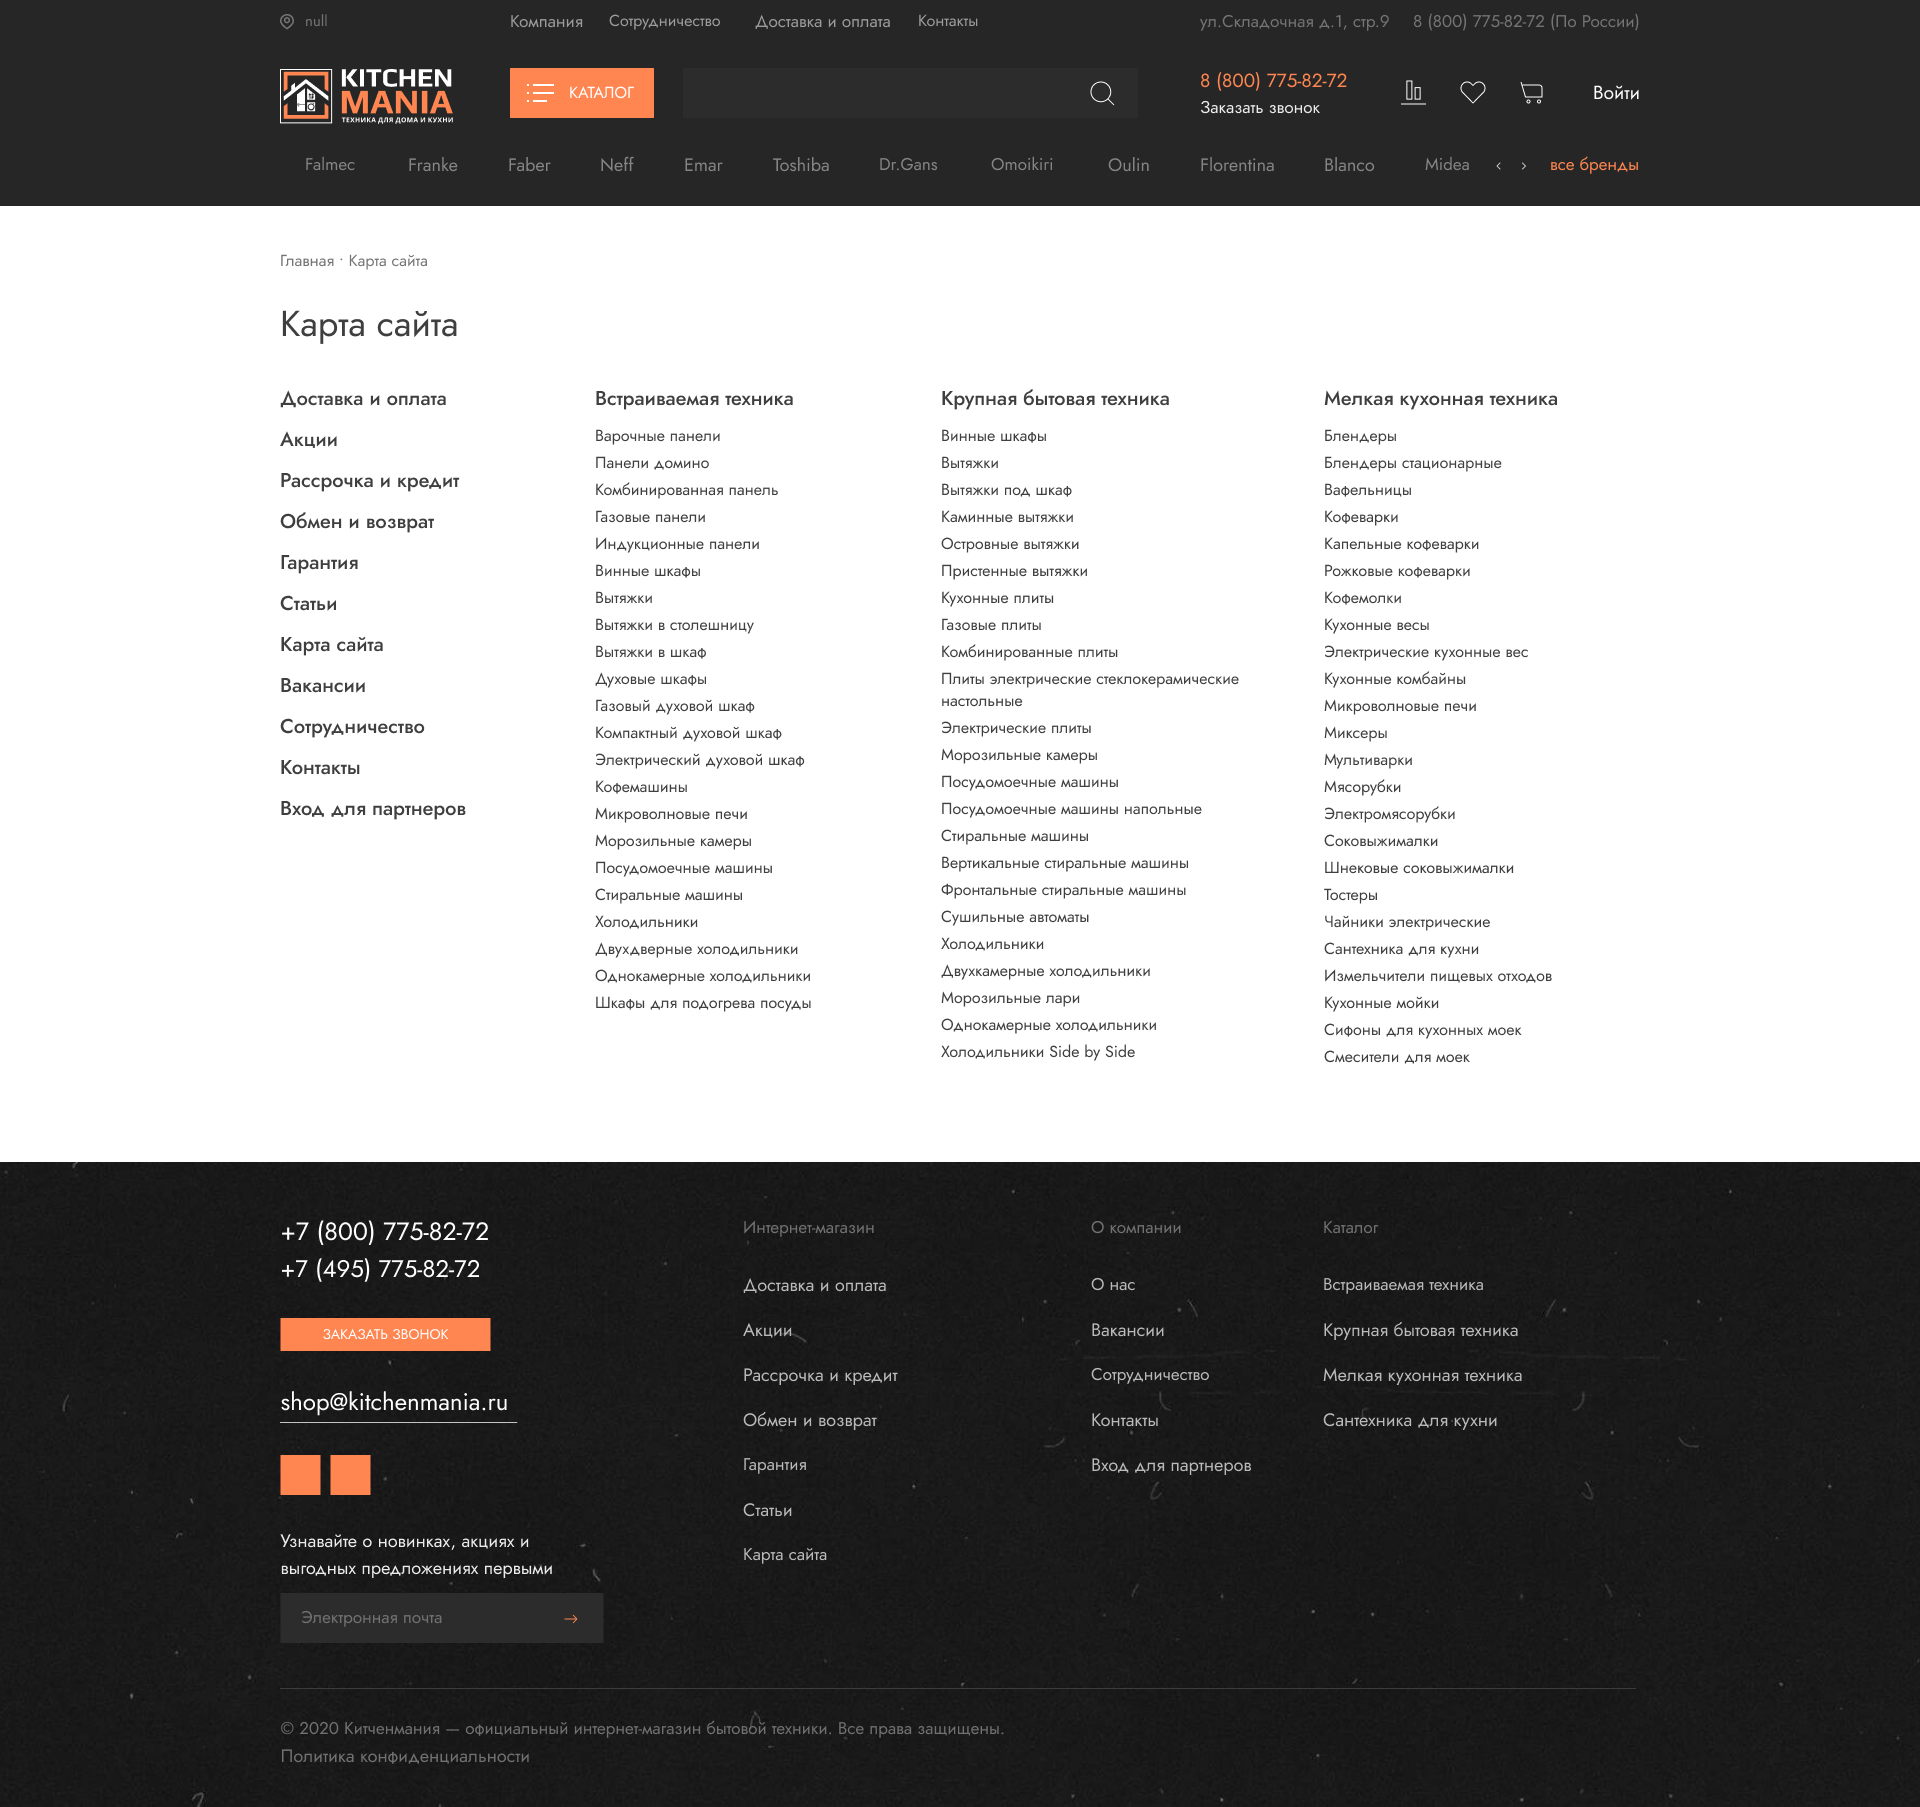 null
Компания Сотрудничество Доставка и оплата Контакты
ул.Складочная д.1, стр.9 8 (800) 775-82-72 (По России)
KITCHEN
MANIA
ТЕХНИКА ДЛЯ ДОМА И КУХНИ
КАТАЛОГ
8 (800) 775-82-72
Заказать звонок
Войти
Falmec Franke Faber Neff Emar Toshiba Dr.Gans Omoikiri Oulin Florentina Blanco Midea ‹ › все бренды
Главная · Карта сайта
Карта сайта
Доставка и оплата
Акции
Рассрочка и кредит
Обмен и возврат
Гарантия
Статьи
Карта сайта
Вакансии
Сотрудничество
Контакты
Вход для партнеров
Встраиваемая техника
Варочные панели
Панели домино
Комбинированная панель
Газовые панели
Индукционные панели
Винные шкафы
Вытяжки
Вытяжки в столешницу
Вытяжки в шкаф
Духовые шкафы
Газовый духовой шкаф
Компактный духовой шкаф
Электрический духовой шкаф
Кофемашины
Микроволновые печи
Морозильные камеры
Посудомоечные машины
Стиральные машины
Холодильники
Двухдверные холодильники
Однокамерные холодильники
Шкафы для подогрева посуды
Крупная бытовая техника
Винные шкафы
Вытяжки
Вытяжки под шкаф
Каминные вытяжки
Островные вытяжки
Пристенные вытяжки
Кухонные плиты
Газовые плиты
Комбинированные плиты
Плиты электрические стеклокерамические
настольные
Электрические плиты
Морозильные камеры
Посудомоечные машины
Посудомоечные машины напольные
Стиральные машины
Вертикальные стиральные машины
Фронтальные стиральные машины
Сушильные автоматы
Холодильники
Двухкамерные холодильники
Морозильные лари
Однокамерные холодильники
Холодильники Side by Side
Мелкая кухонная техника
Блендеры
Блендеры стационарные
Вафельницы
Кофеварки
Капельные кофеварки
Рожковые кофеварки
Кофемолки
Кухонные весы
Электрические кухонные вес
Кухонные комбайны
Микроволновые печи
Миксеры
Мультиварки
Мясорубки
Электромясорубки
Соковыжималки
Шнековые соковыжималки
Тостеры
Чайники электрические
Сантехника для кухни
Измельчители пищевых отходов
Кухонные мойки
Сифоны для кухонных моек
Смесители для моек
+7 (800) 775-82-72
+7 (495) 775-82-72
ЗАКАЗАТЬ ЗВОНОК
shop@kitchenmania.ru
Узнавайте о новинках, акциях и
выгодных предложениях первыми
Электронная почта →
Интернет-магазин
Доставка и оплата
Акции
Рассрочка и кредит
Обмен и возврат
Гарантия
Статьи
Карта сайта
О компании
О нас
Вакансии
Сотрудничество
Контакты
Вход для партнеров
Каталог
Встраиваемая техника
Крупная бытовая техника
Мелкая кухонная техника
Сантехника для кухни
© 2020 Китченмания — официальный интернет-магазин бытовой техники. Все права защищены.
Политика конфиденциальности